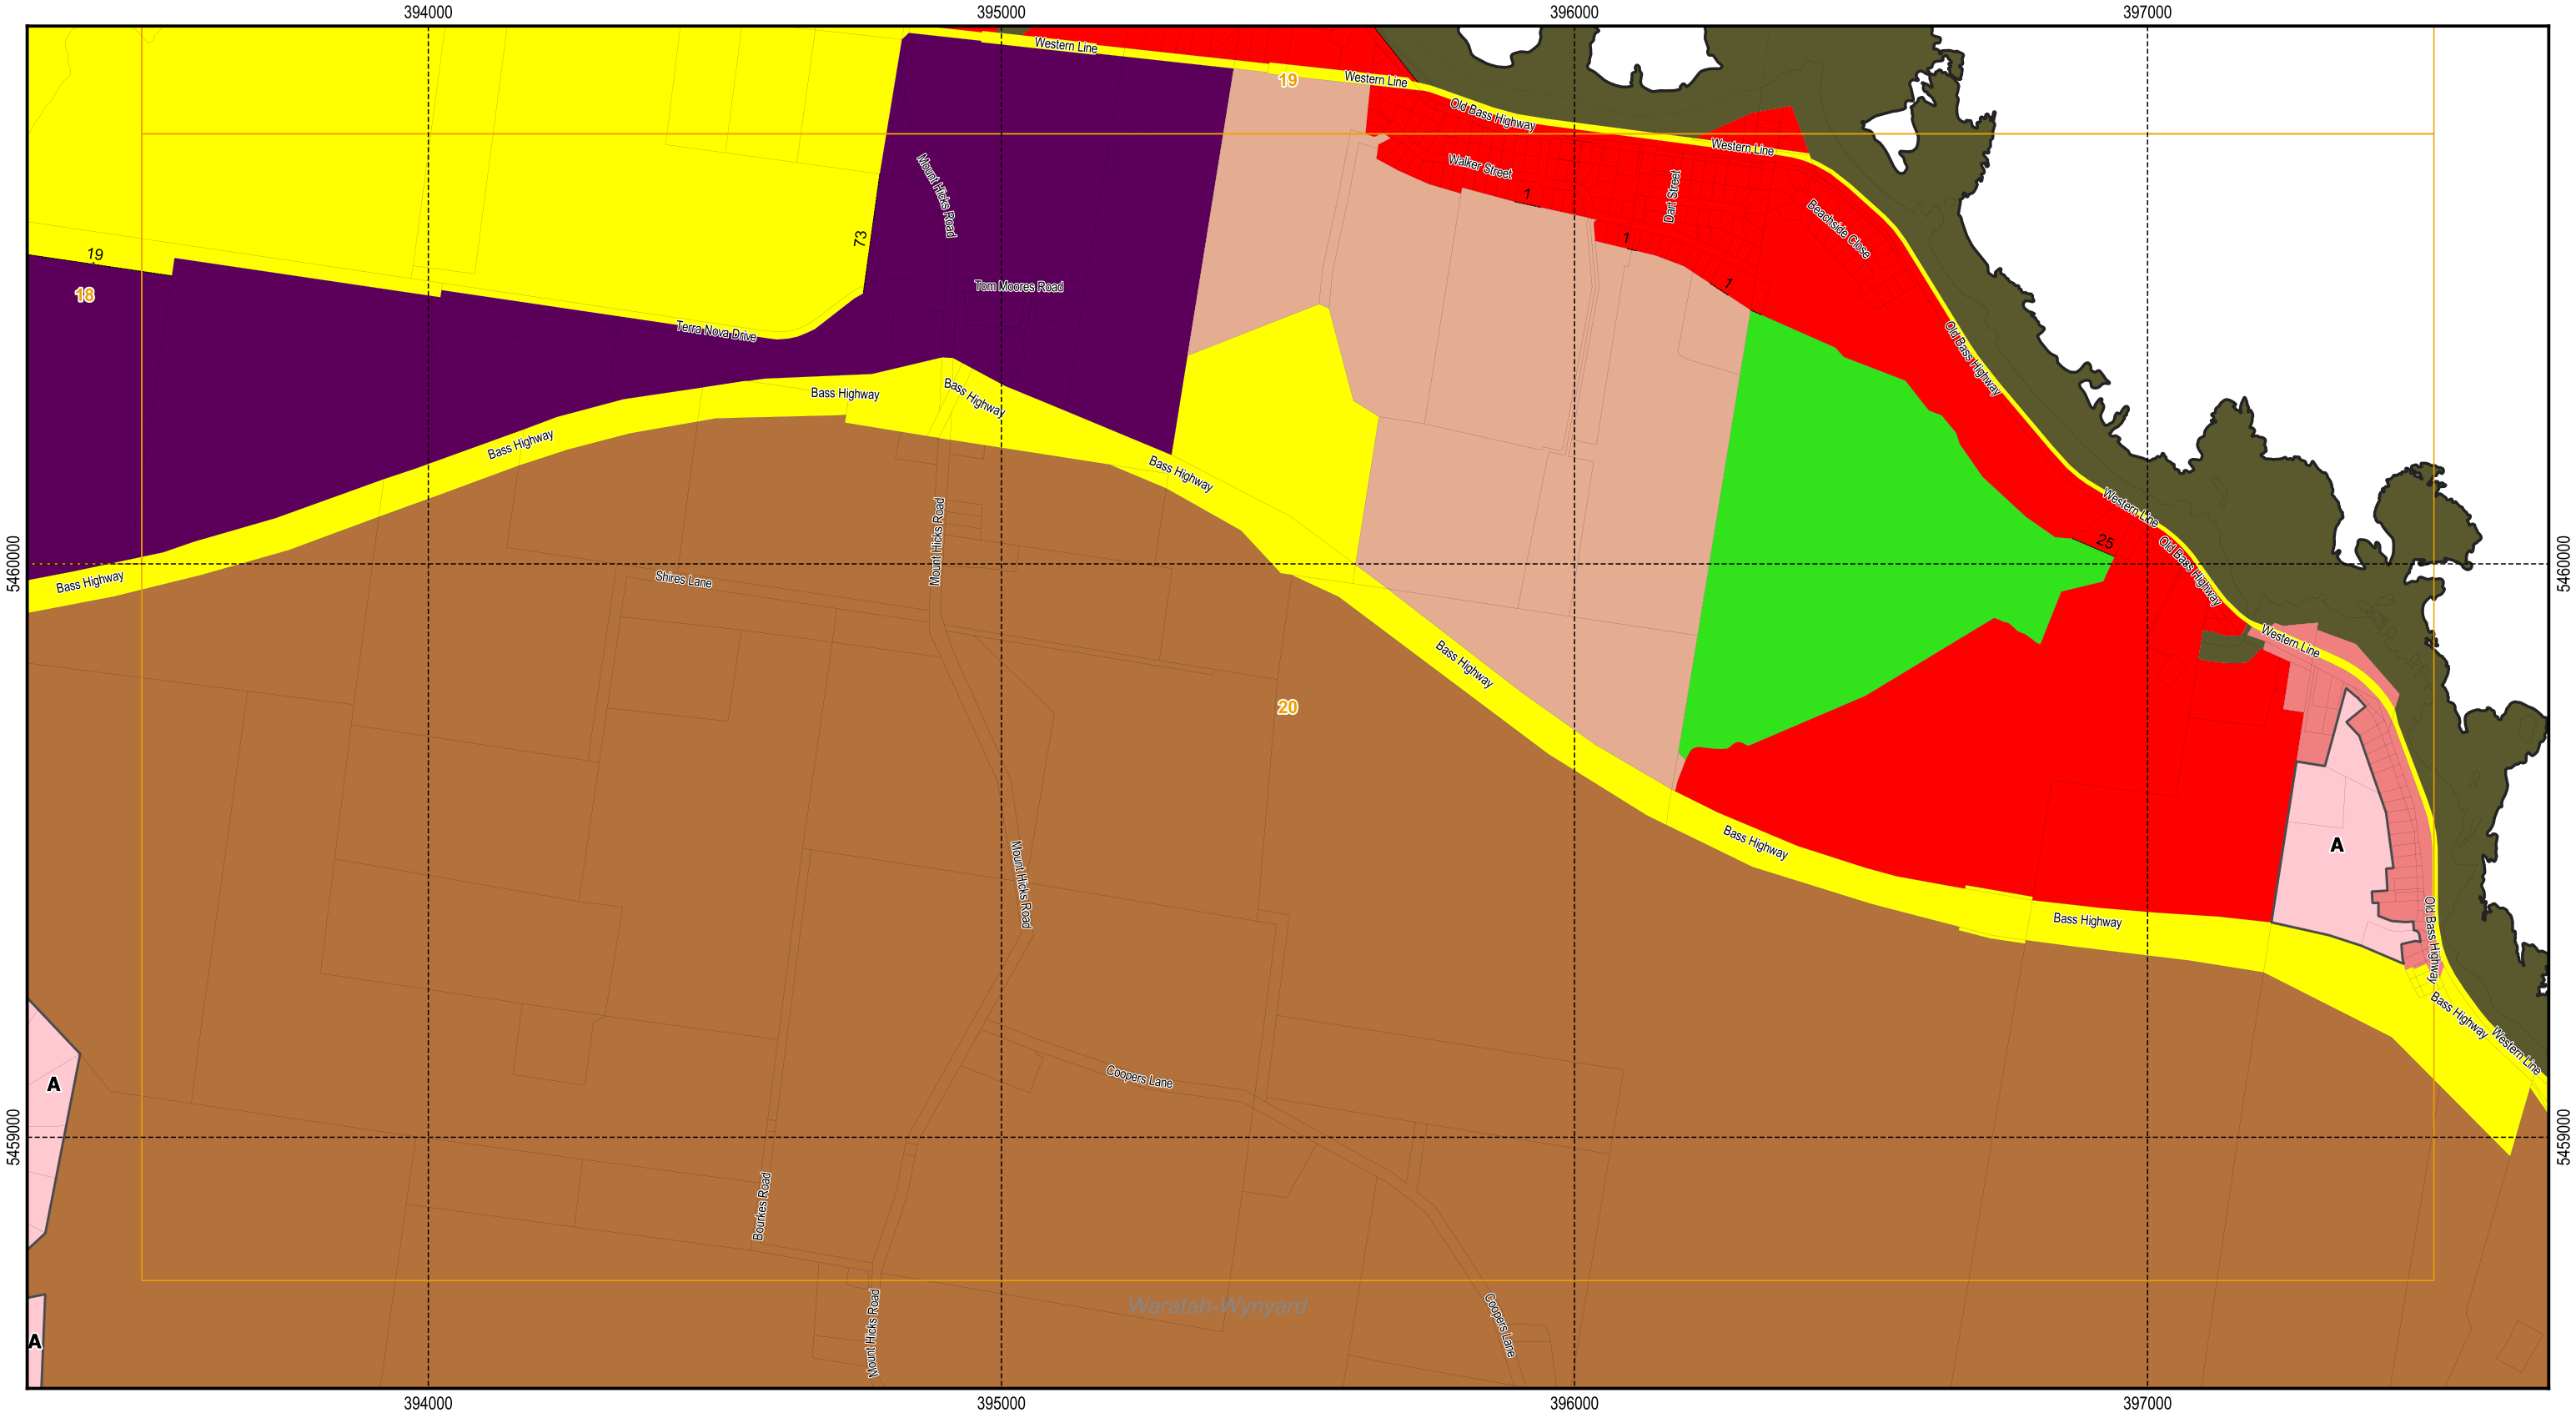 394000
395000
396000
397000
Western Line
19
Western Line
Old Bass Highway
Western Line
Walker Street
Mount Hicks Road
Dart Street
1
Beachside Close
73
1
19
18
Tom Moores Road
1
Terra Nova Drive
Old Bass Highway
Bass Highway
Bass Highway
Bass Highway
Bass Highway
Western Line
Mount Hicks Road
25
Old Bass Highway
5460000
5460000
Bass Highway
Shires Lane
Western Line
Bass Highway
20
Bass Highway
A
Mount Hicks Road
Bass Highway
Old Bass Highway
Bass Highway
Western Line
A
Coopers Lane
5459000
5459000
Bourkes Road
Waratah-Wynyard
Mount Hicks Road
Coopers Lane
A
394000
395000
396000
397000